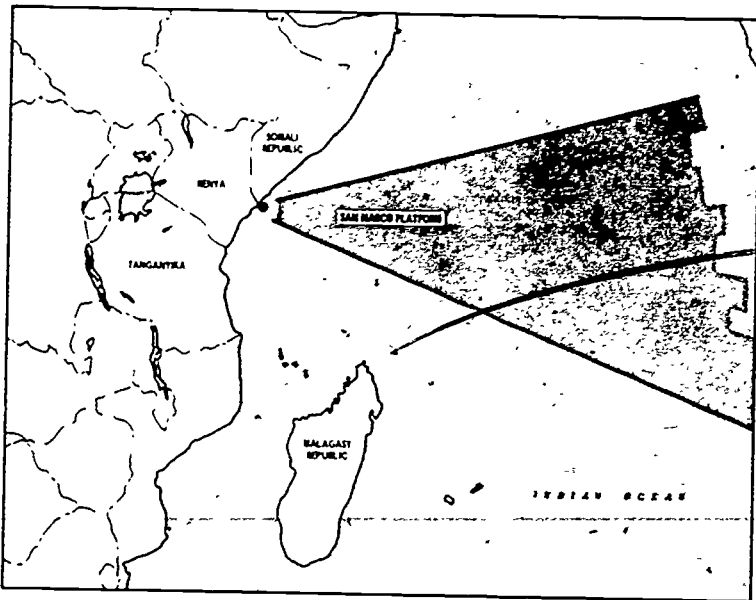 SOMALI
REPUBLIC
KENYA
SAN MARCO PLATFORM
TANGANYIKA
MALAGASY
REPUBLIC
INDIAN OCEAN